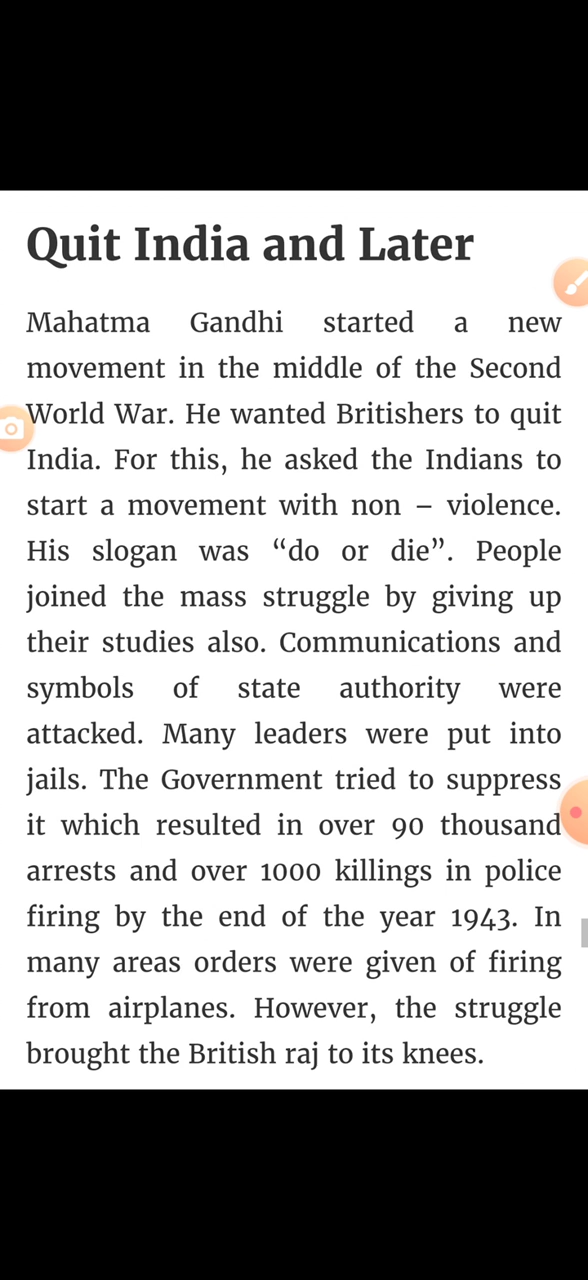 Quit India and Later
Mahatma Gandhi started a new
movement in the middle of the Second
World War. He wanted Britishers to quit
India. For this, he asked the Indians to
start a movement with non – violence.
His slogan was “do or die”. People
joined the mass struggle by giving up
their studies also. Communications and
symbols of state authority were
attacked. Many leaders were put into
jails. The Government tried to suppress
it which resulted in over 90 thousand
arrests and over 1000 killings in police
firing by the end of the year 1943. In
many areas orders were given of firing
from airplanes. However, the struggle
brought the British raj to its knees.